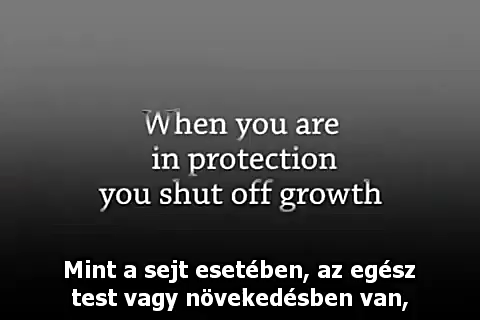 When you are
in protection
you shut off growth
Mint a sejt esetében, az egész
test vagy növekedésben van,